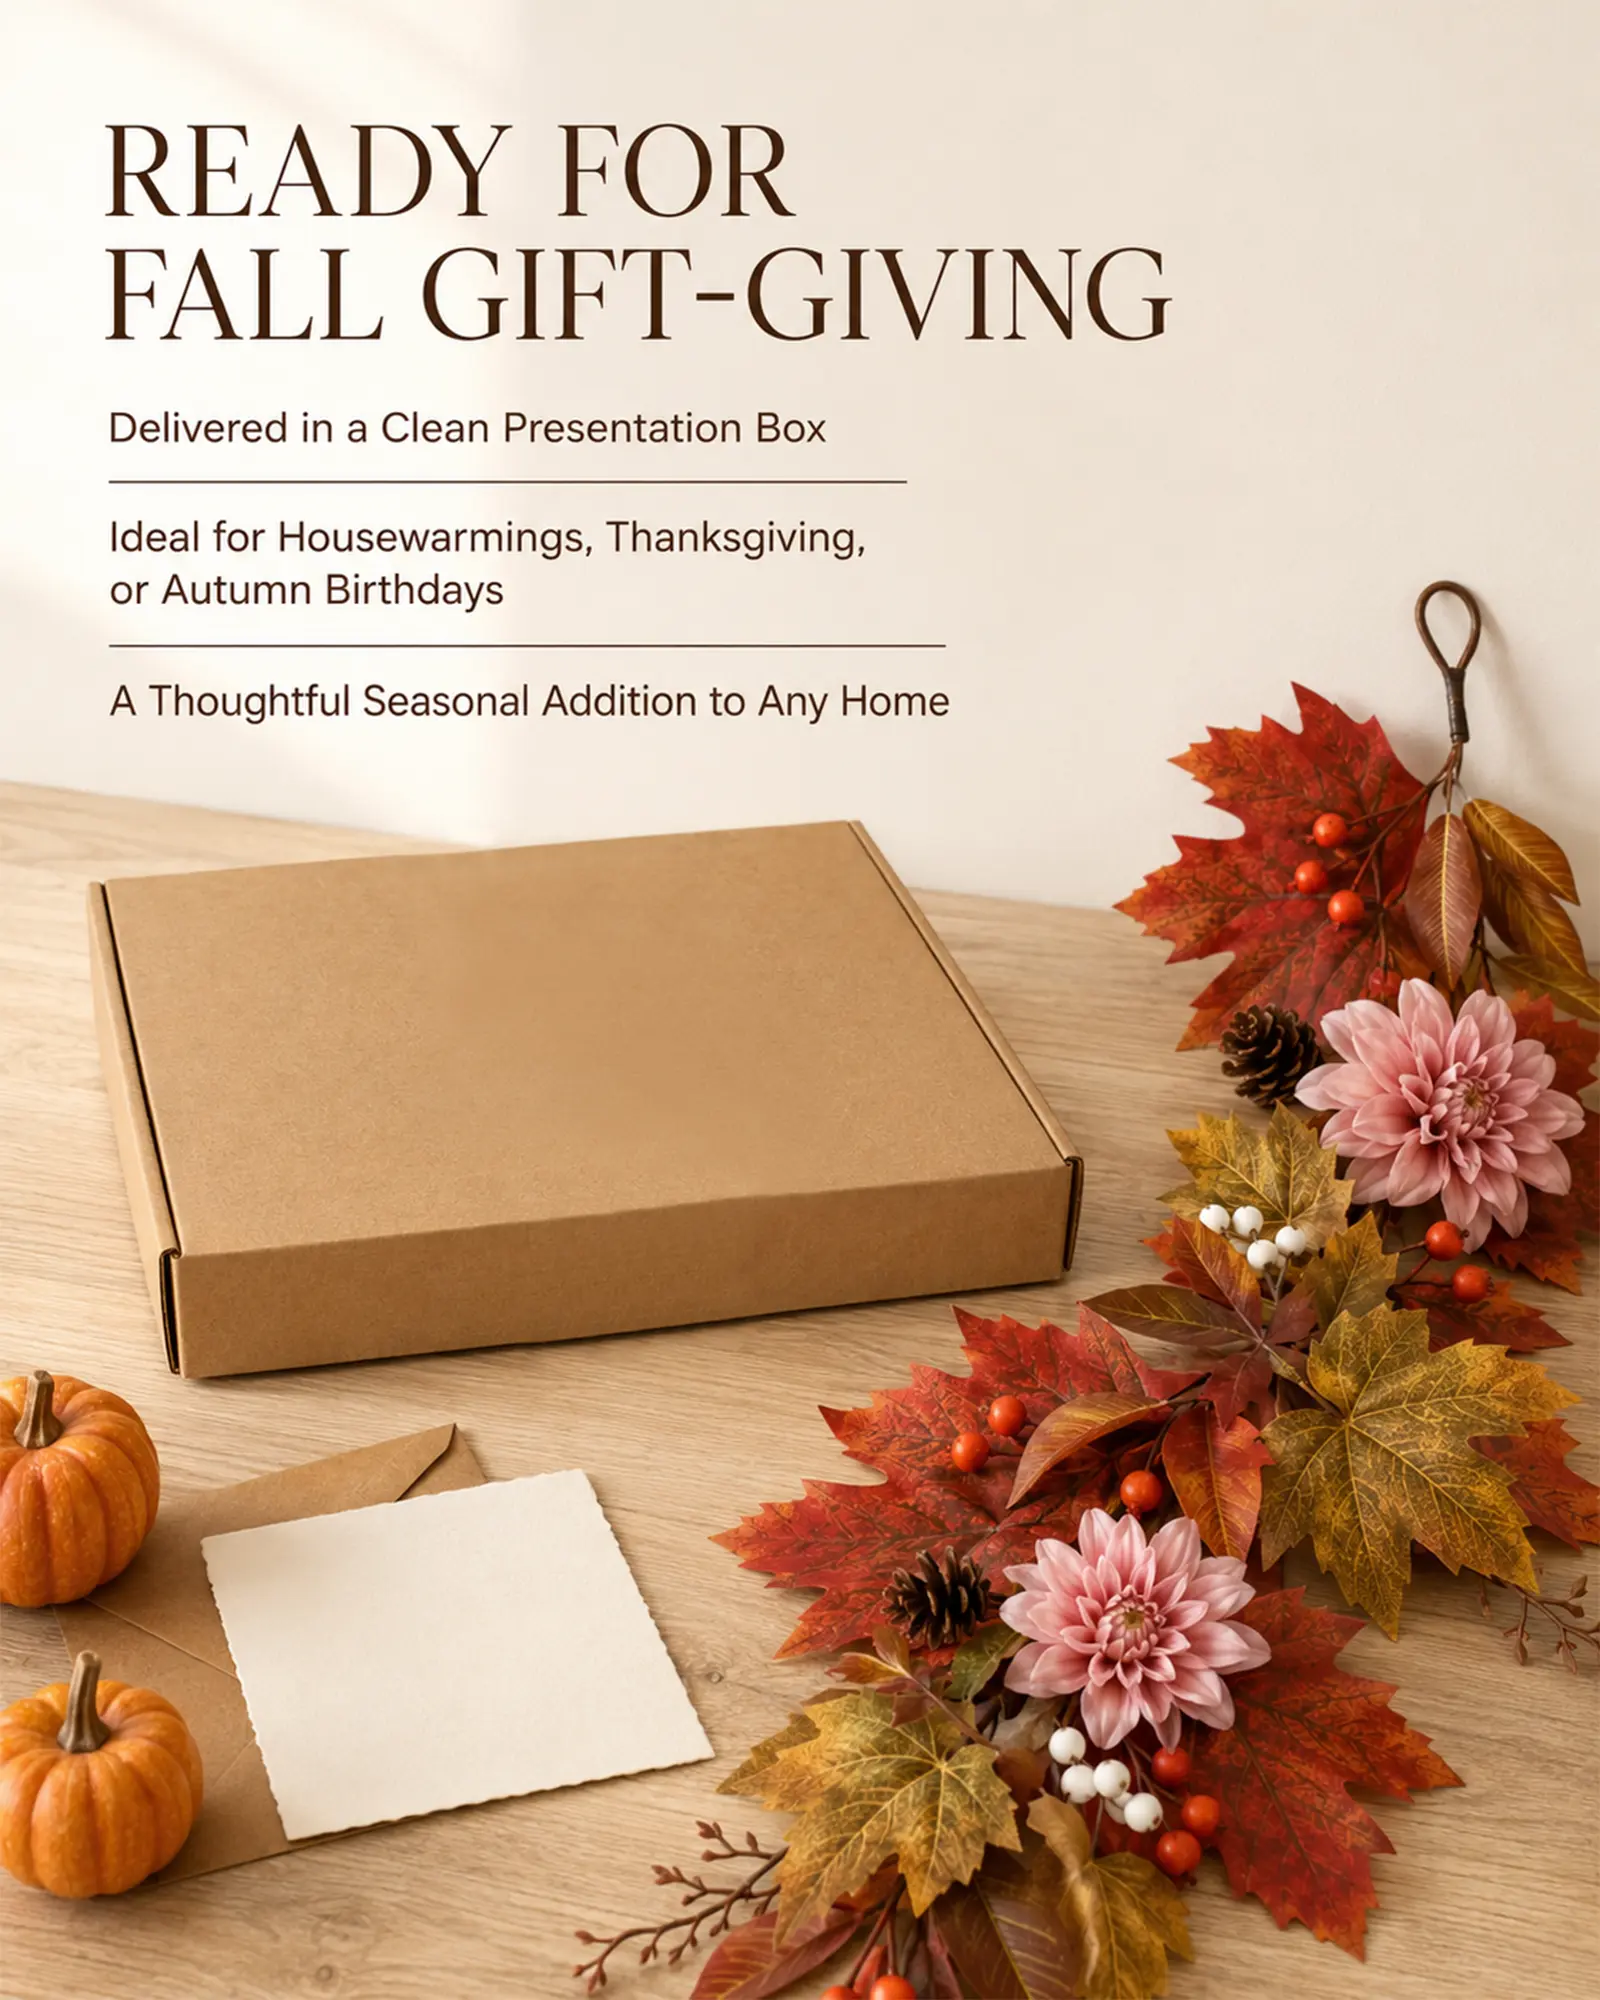 READY FOR
FALL GIFT-GIVING
Delivered in a Clean Presentation Box
Ideal for Housewarmings, Thanksgiving,
or Autumn Birthdays
A Thoughtful Seasonal Addition to Any Home